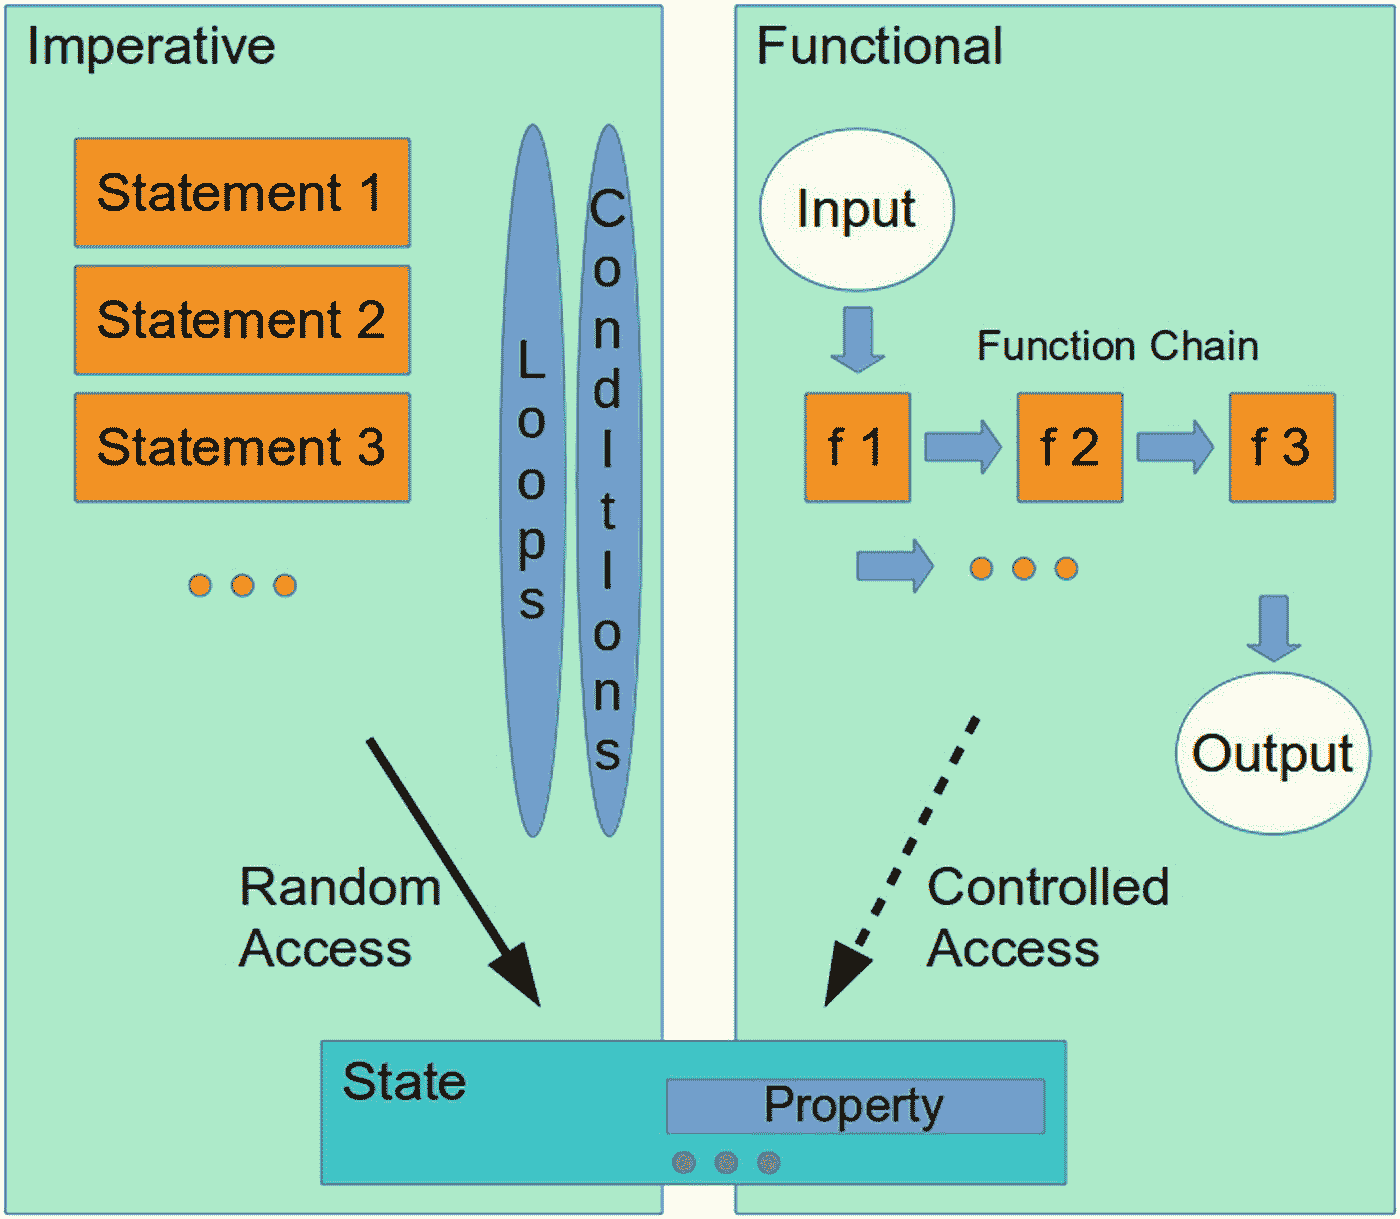 Imperative
Statement 1
Statement 2
Statement 3
Loops
CondItIons
Random
Access
Functional
Input
Function Chain
f 1
f 2
f 3
Output
Controlled
Access
State
Property